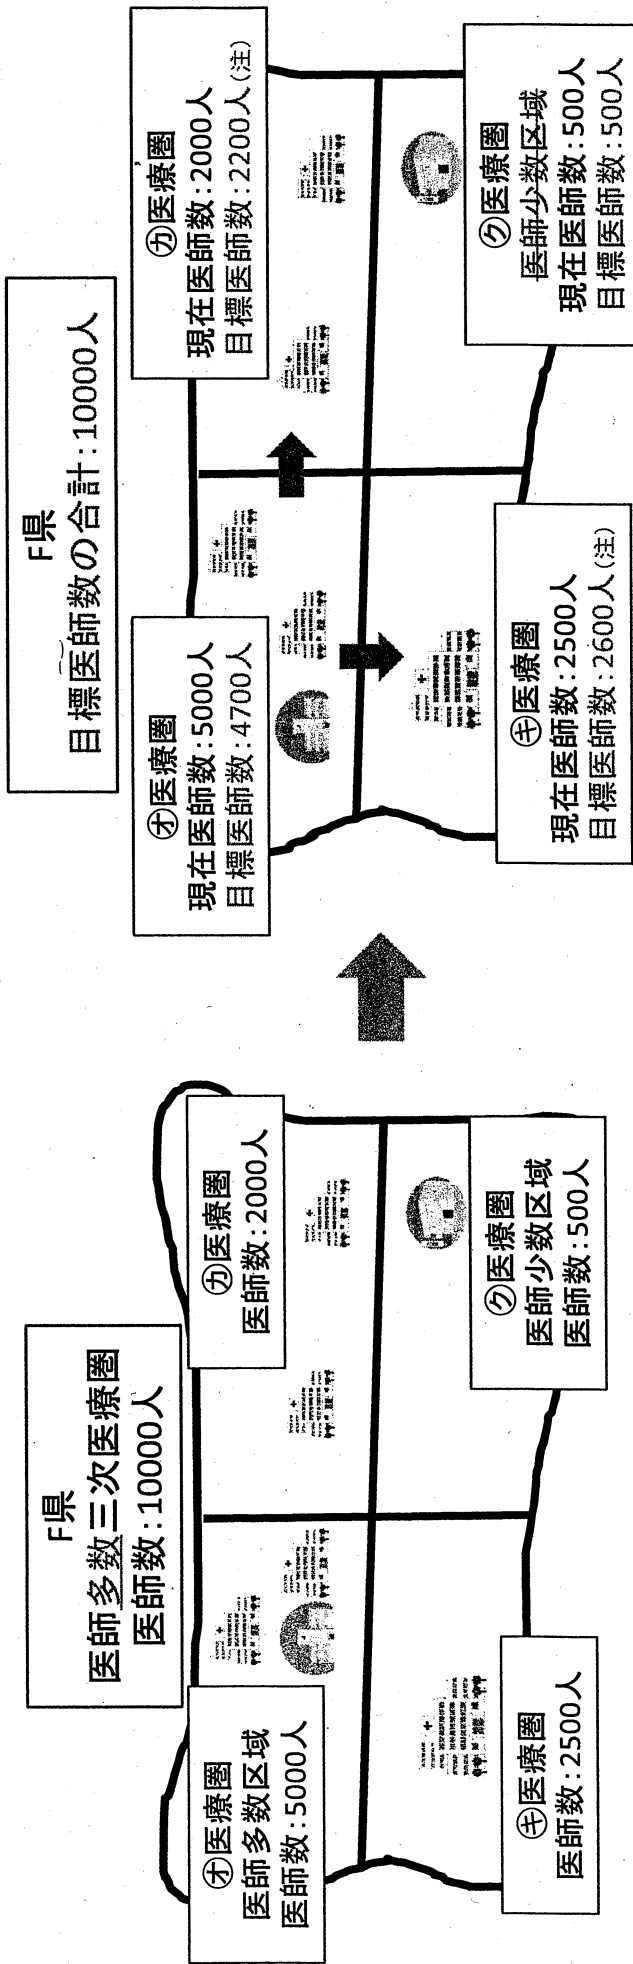 F県
医師多数三次医療圏
医師数:10000人
㋔医療圏
医師多数区域
医師数:5000人
㋕医療圏
医師数:2000人
㋖医療圏
医師数:2500人
㋗医療圏
医師少数区域
医師数:500人
F県
目標医師数の合計:10000人
㋔医療圏
現在医師数:5000人
目標医師数:4700人
㋕医療圏
現在医師数:2000人
目標医師数:2200人(注)
㋖医療圏
現在医師数:2500人
目標医師数:2600人(注)
㋗医療圏
医師少数区域
現在医師数:500人
目標医師数:500人